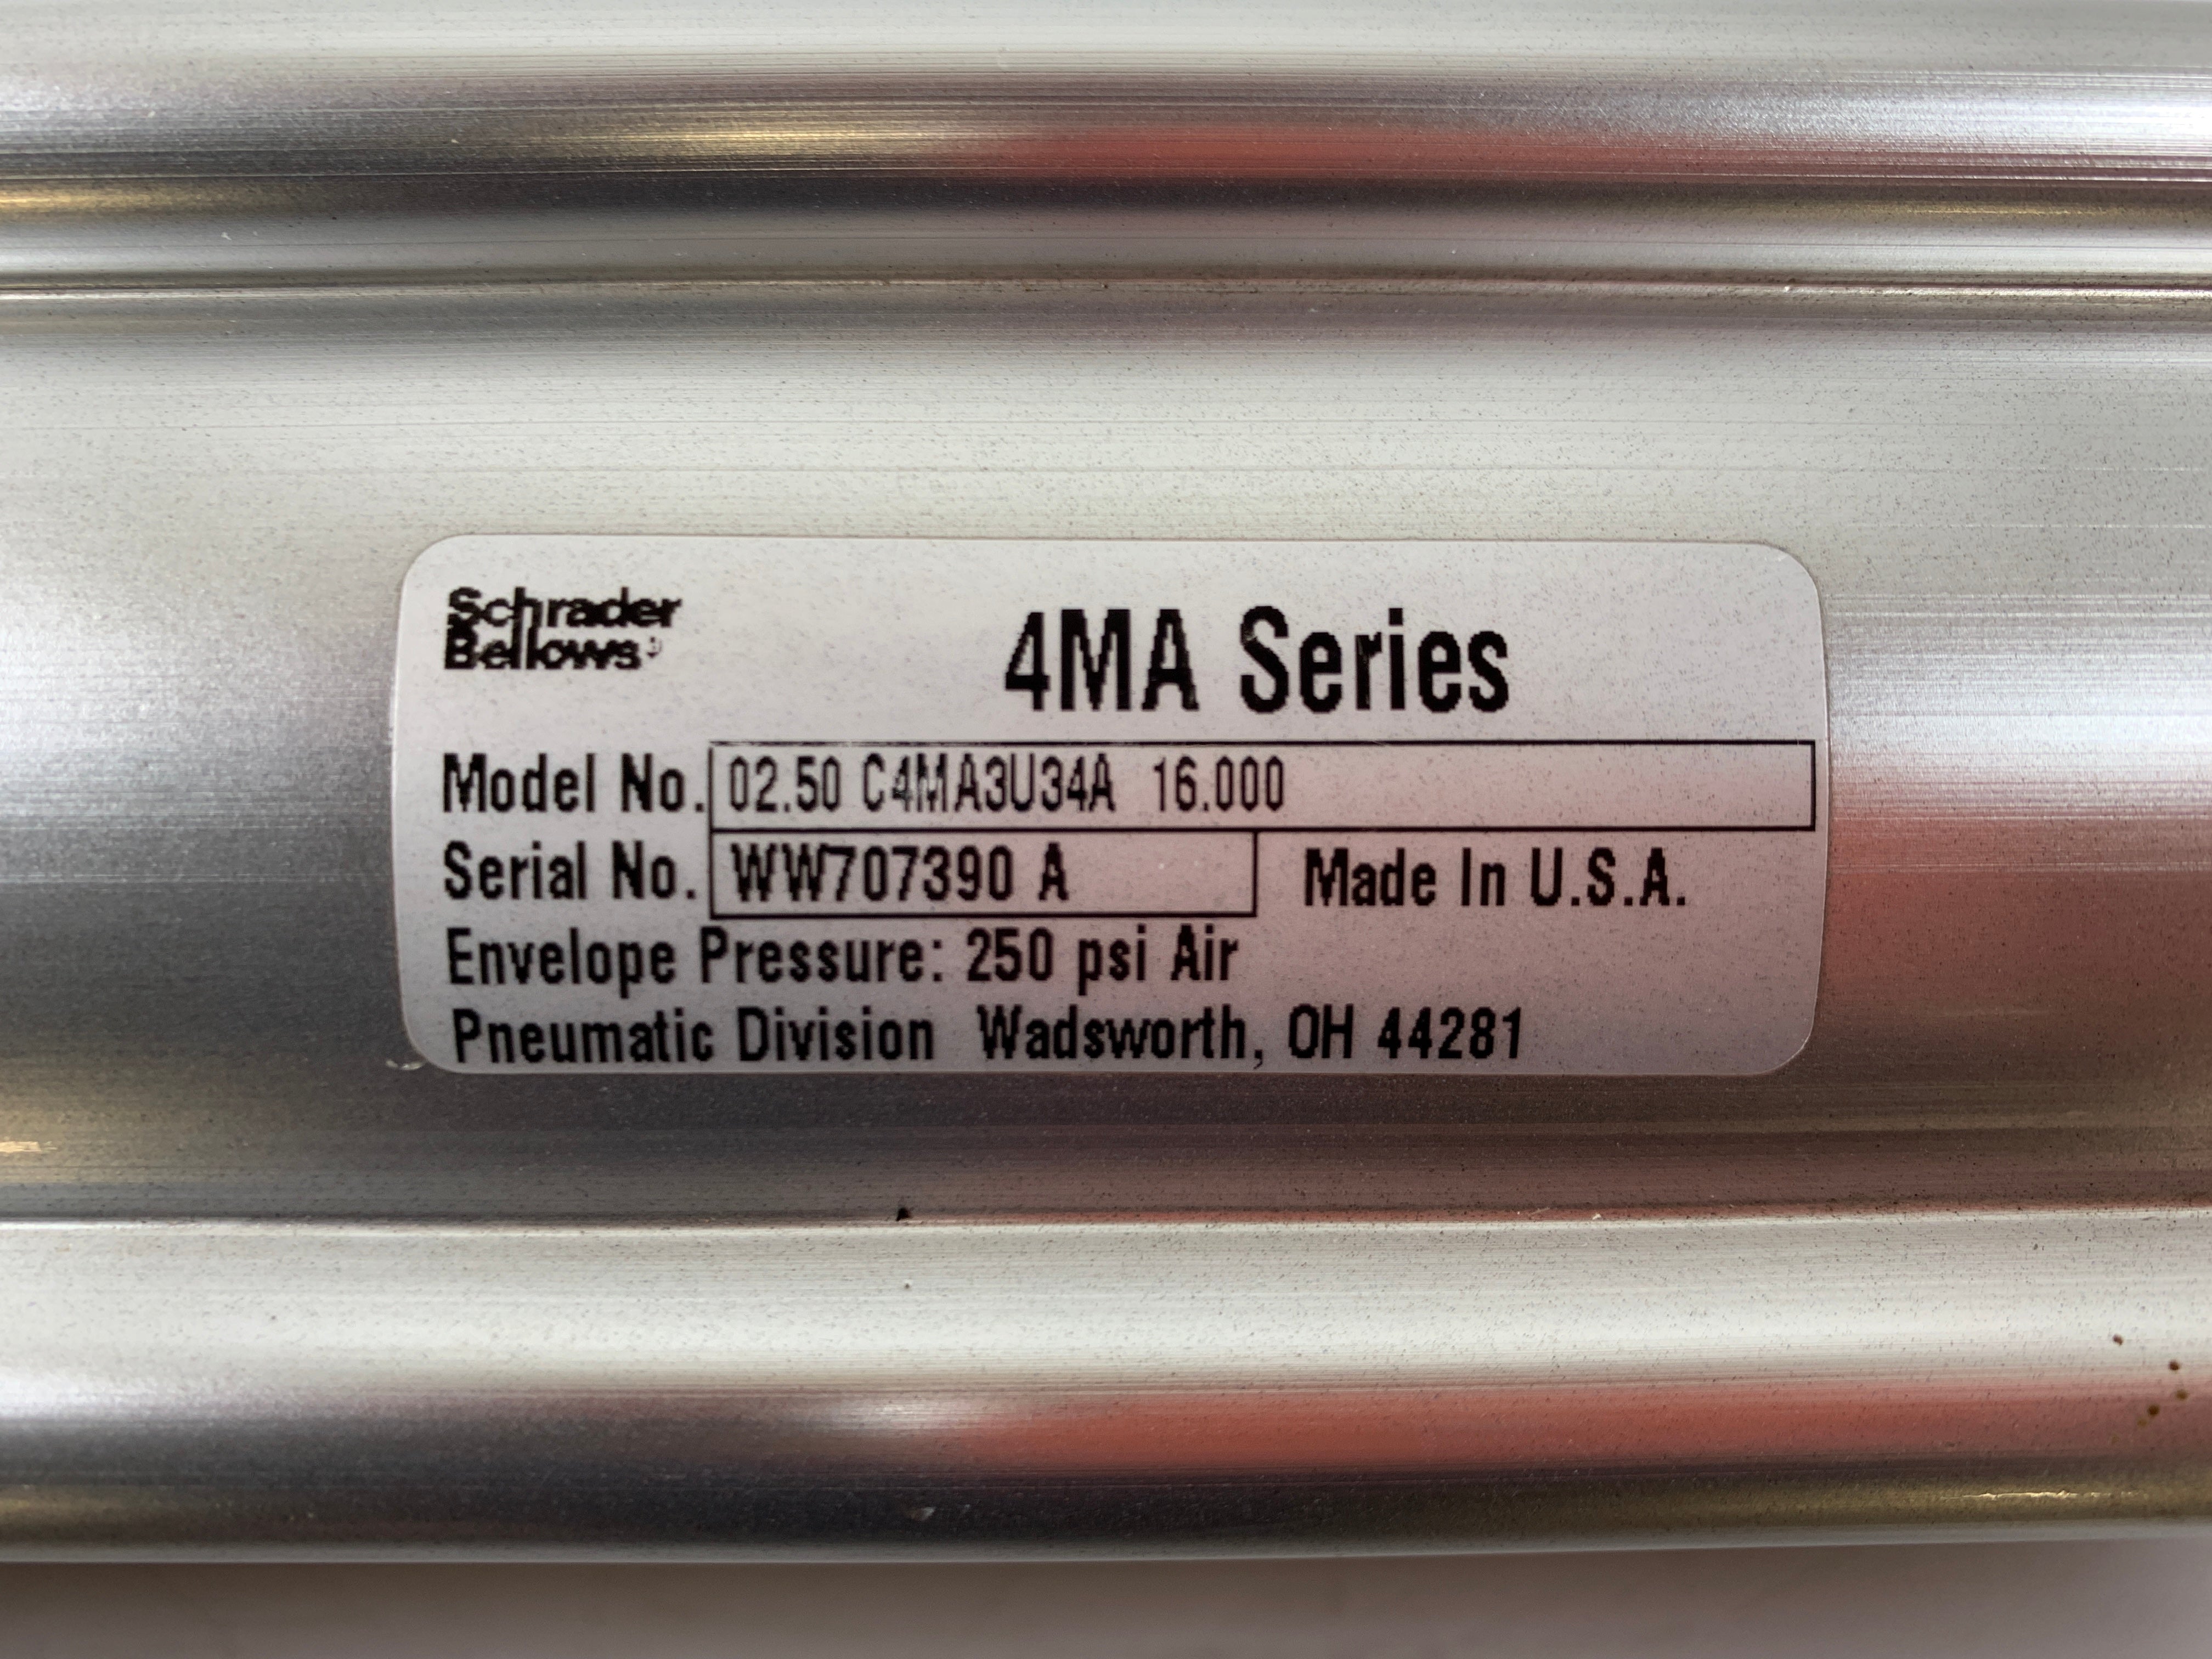 Schrader
Bellows
4MA Series
Model No. 02.50 C4MA3U34A 16.000
Serial No. WW707390 A Made In U.S.A.
Envelope Pressure: 250 psi Air
Pneumatic Division Wadsworth, OH 44281